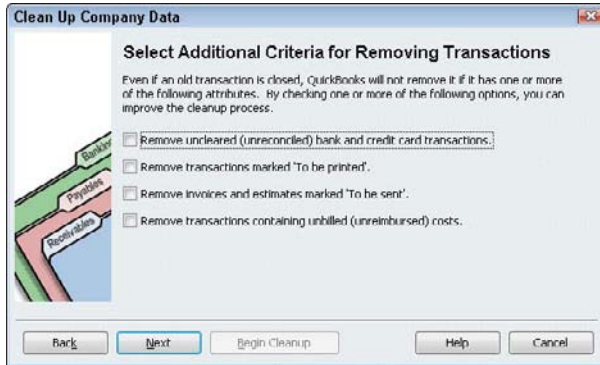 Clean Up Company Data
Select Additional Criteria for Removing Transactions
Even if an old transaction is closed, QuickBooks will not remove it if it has one or more
of the following attributes. By checking one or more of the following options, you can
improve the cleanup process.
Remove uncleared (unreconciled) bank and credit card transactions.
Remove transactions marked 'To be printed'.
Remove invoices and estimates marked 'To be sent'.
Remove transactions containing unbilled (unreimbursed) costs.
Banking
Payables
Receivables
Back Next Begin Cleanup Help Cancel